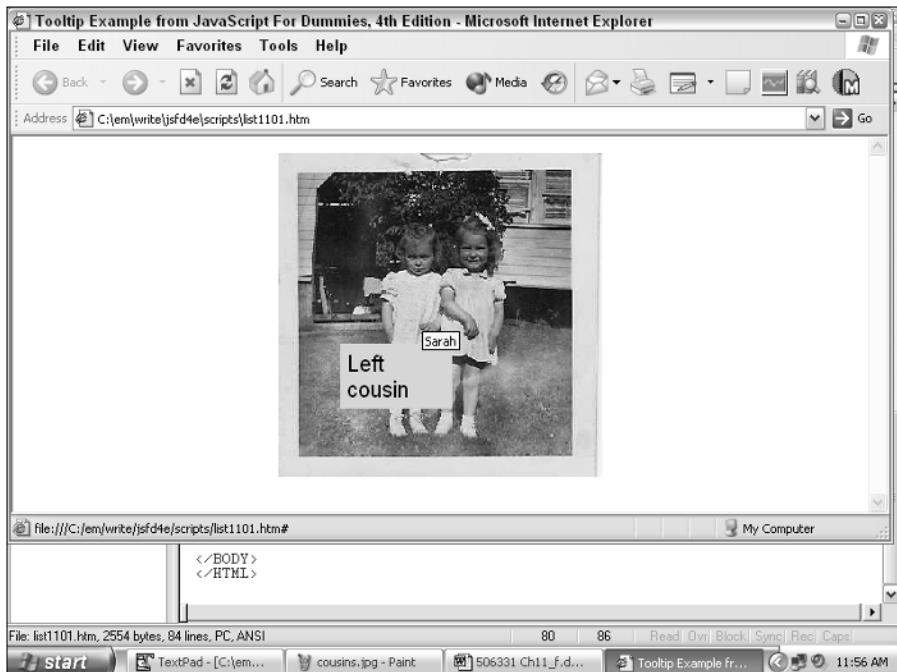 Tooltip Example from JavaScript For Dummies, 4th Edition - Microsoft Internet Explorer
File Edit View Favorites Tools Help
Back Search Favorites Media
Address C:\em\write\jsfd4e\scripts\list1101.htm Go
Sarah
Left
cousin
file:///C:/em/write/jsfd4e/scripts/list1101.htm# My Computer
</BODY>
</HTML>
File: list1101.htm, 2554 bytes, 84 lines, PC, ANSI 80 86 Read Ovr Block Sync Rec Caps
start TextPad - [C:\em... cousins.jpg - Paint 506331 Ch11_f.d... Tooltip Example fr... 11:56 AM